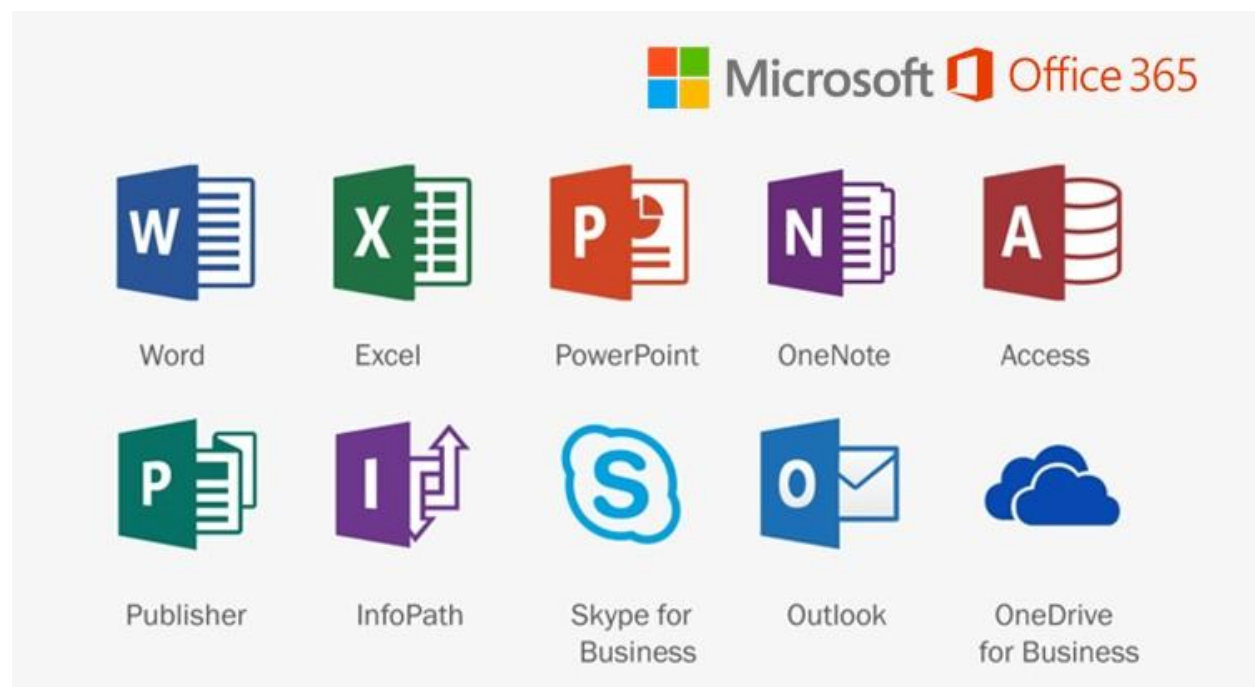 Microsoft Office 365
W X P N A
Word Excel PowerPoint OneNote Access
P I S O
Publisher InfoPath Skype for Business Outlook OneDrive for Business